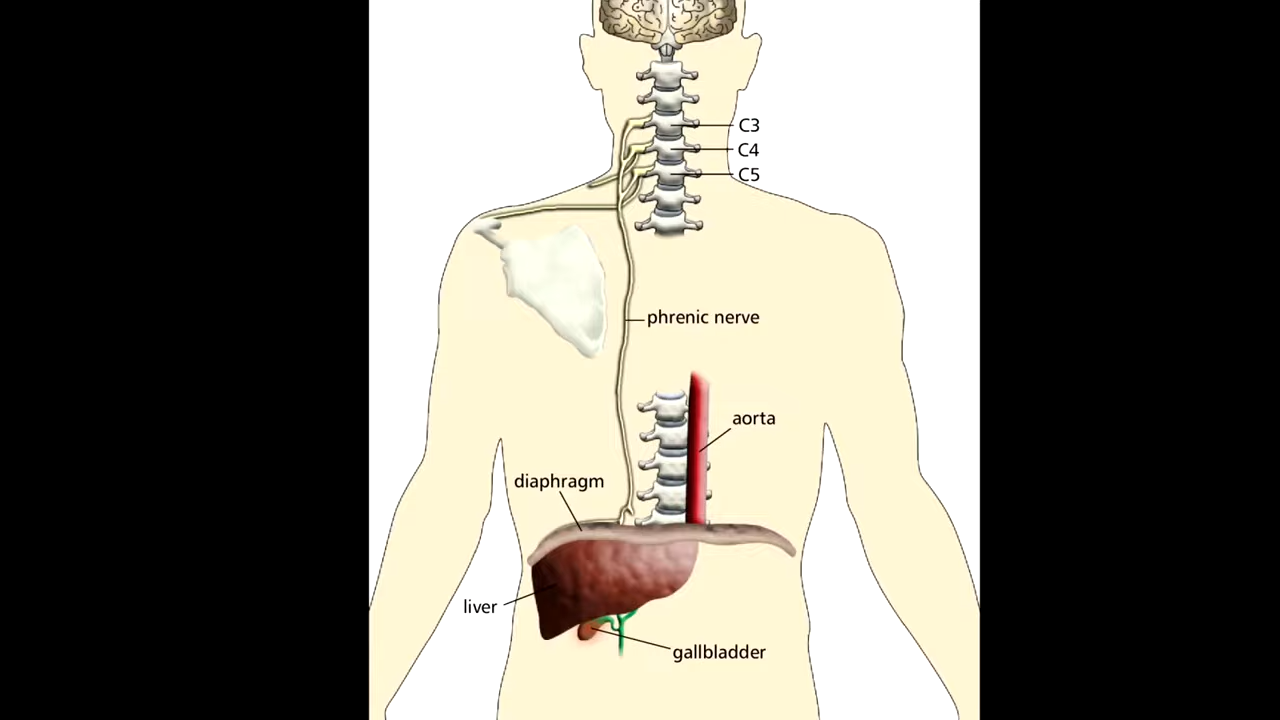 C3
C4
C5
phrenic nerve
aorta
diaphragm
liver
gallbladder